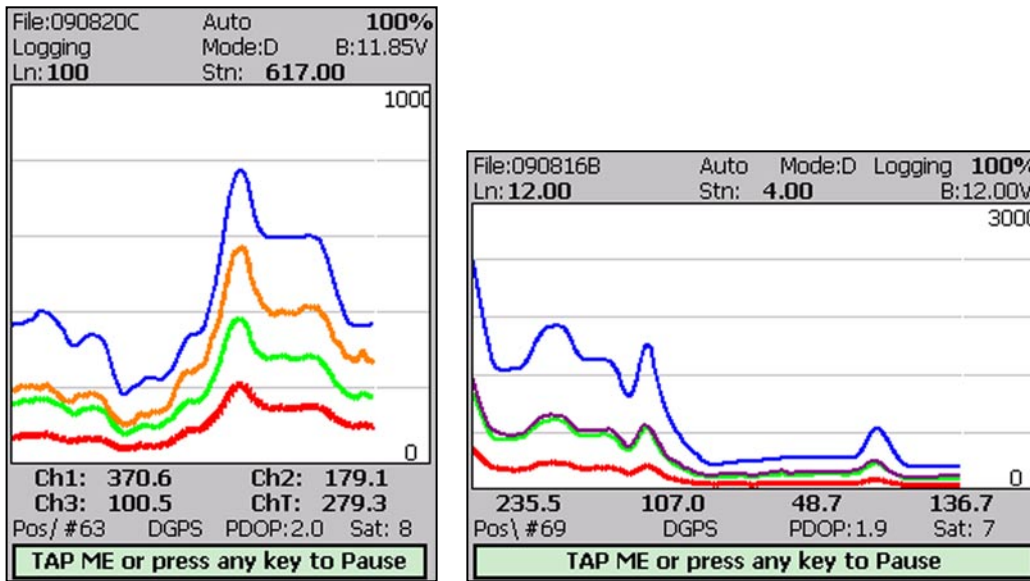 File:090820C Auto 100%
Logging Mode:D B:11.85V
Ln:100 Stn: 617.00
1000
0
Ch1: 370.6 Ch2: 179.1
Ch3: 100.5 ChT: 279.3
Pos/ #63 DGPS PDOP:2.0 Sat: 8
TAP ME or press any key to Pause
File:090816B Auto Mode:D Logging 100%
Ln:12.00 Stn: 4.00 B:12.00V
3000
0
235.5 107.0 48.7 136.7
Pos\ #69 DGPS PDOP:1.9 Sat: 7
TAP ME or press any key to Pause